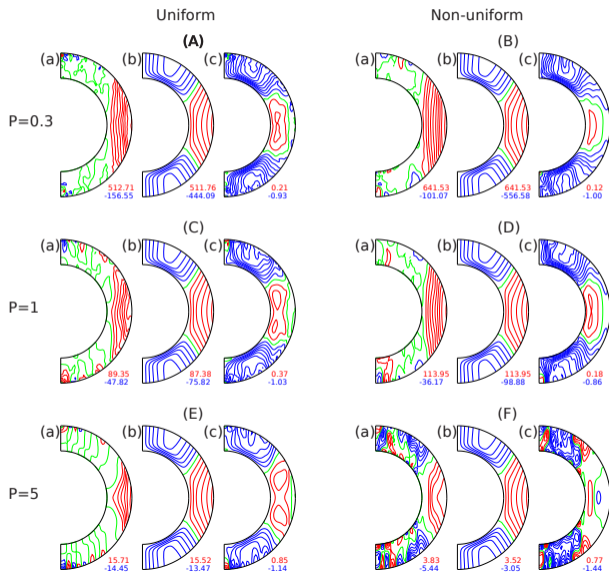 Uniform Non-uniform
(A) (B)
(a) (b) (c) (a) (b) (c)
P=0.3
512.71 511.76 0.21 641.53 641.53 0.12
-156.55 -444.09 -0.93 -101.07 -556.58 -1.00
(C) (D)
(a) (b) (c) (a) (b) (c)
P=1
89.35 87.38 0.37 113.95 113.95 0.18
-47.82 -75.82 -1.03 -36.17 -98.88 -0.86
(E) (F)
(a) (b) (c) (a) (b) (c)
P=5
15.71 15.52 0.85 3.83 3.52 0.77
-14.45 -13.47 -1.14 -5.44 -3.05 -1.44